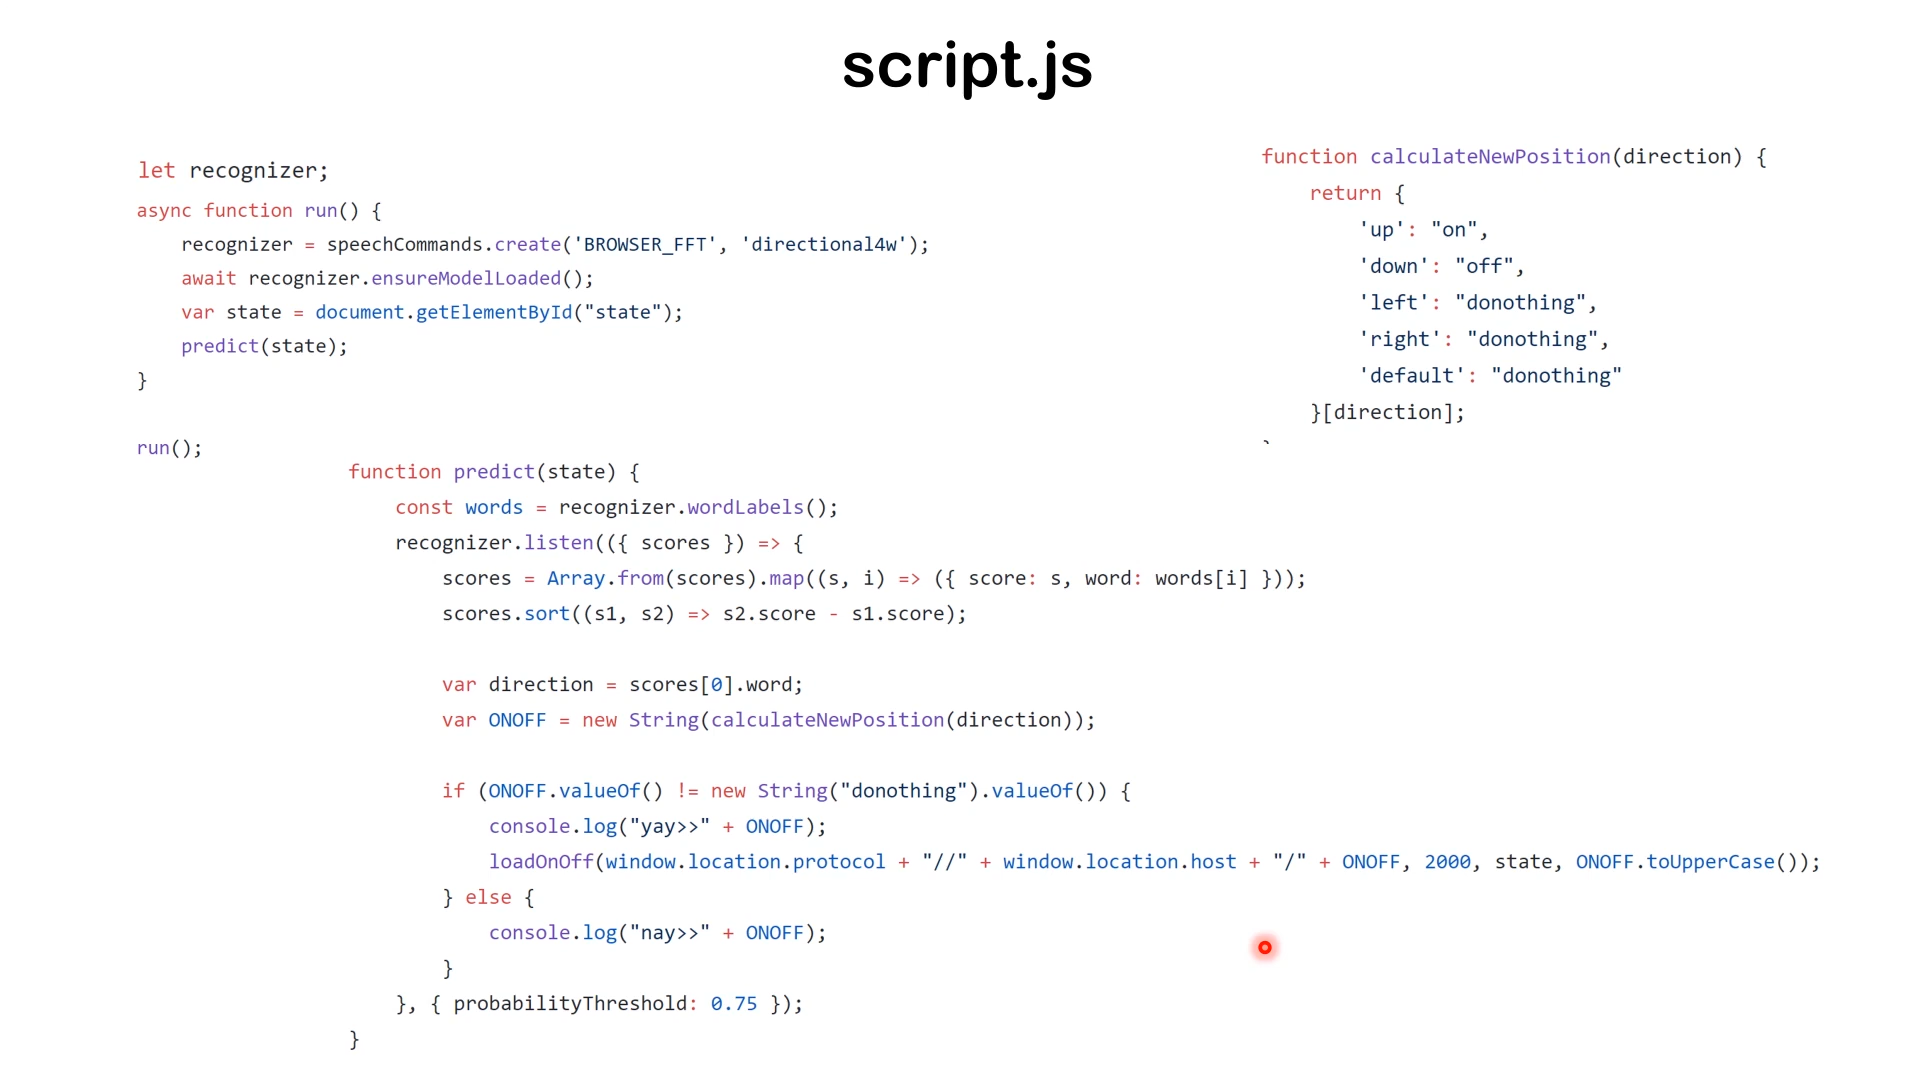 script.js
let recognizer;
async function run() {
    recognizer = speechCommands.create('BROWSER_FFT', 'directional4w');
    await recognizer.ensureModelLoaded();
    var state = document.getElementById("state");
    predict(state);
}
run();
function calculateNewPosition(direction) {
    return {
        'up': "on",
        'down': "off",
        'left': "donothing",
        'right': "donothing",
        'default': "donothing"
    }[direction];
function predict(state) {
    const words = recognizer.wordLabels();
    recognizer.listen(({ scores }) => {
        scores = Array.from(scores).map((s, i) => ({ score: s, word: words[i] }));
        scores.sort((s1, s2) => s2.score - s1.score);
        var direction = scores[0].word;
        var ONOFF = new String(calculateNewPosition(direction));
        if (ONOFF.valueOf() != new String("donothing").valueOf()) {
            console.log("yay>>" + ONOFF);
            loadOnOff(window.location.protocol + "//" + window.location.host + "/" + ONOFF, 2000, state, ONOFF.toUpperCase());
        } else {
            console.log("nay>>" + ONOFF);
        }
    }, { probabilityThreshold: 0.75 });
}